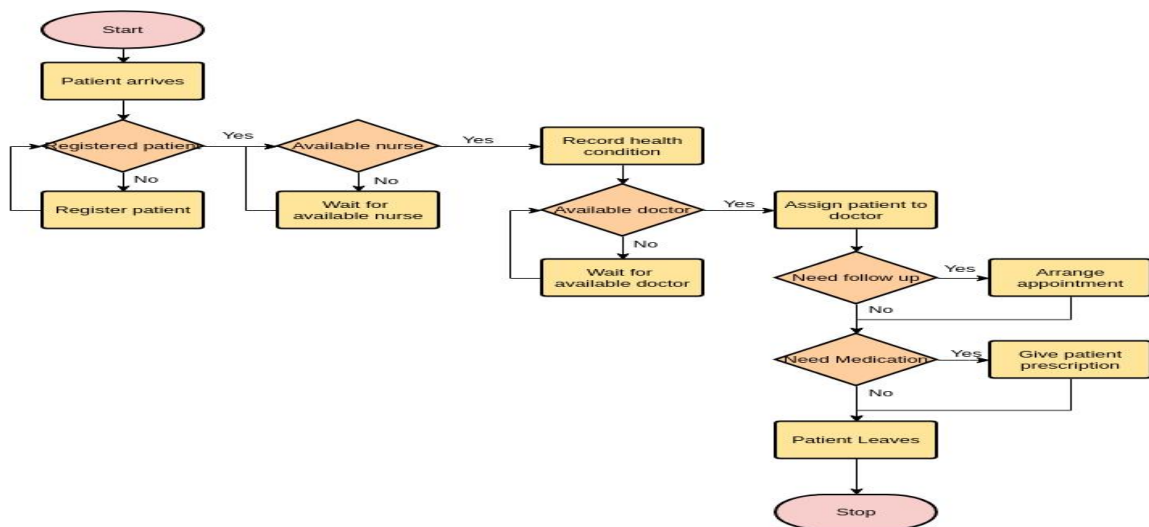 Start
Patient arrives
Registered patient
Yes
No
Register patient
Available nurse
Yes
No
Wait for
available nurse
Record health
condition
Available doctor
Yes
No
Wait for
available doctor
Assign patient to
doctor
Need follow up
Yes
No
Arrange
appointment
Need Medication
Yes
No
Give patient
prescription
Patient Leaves
Stop